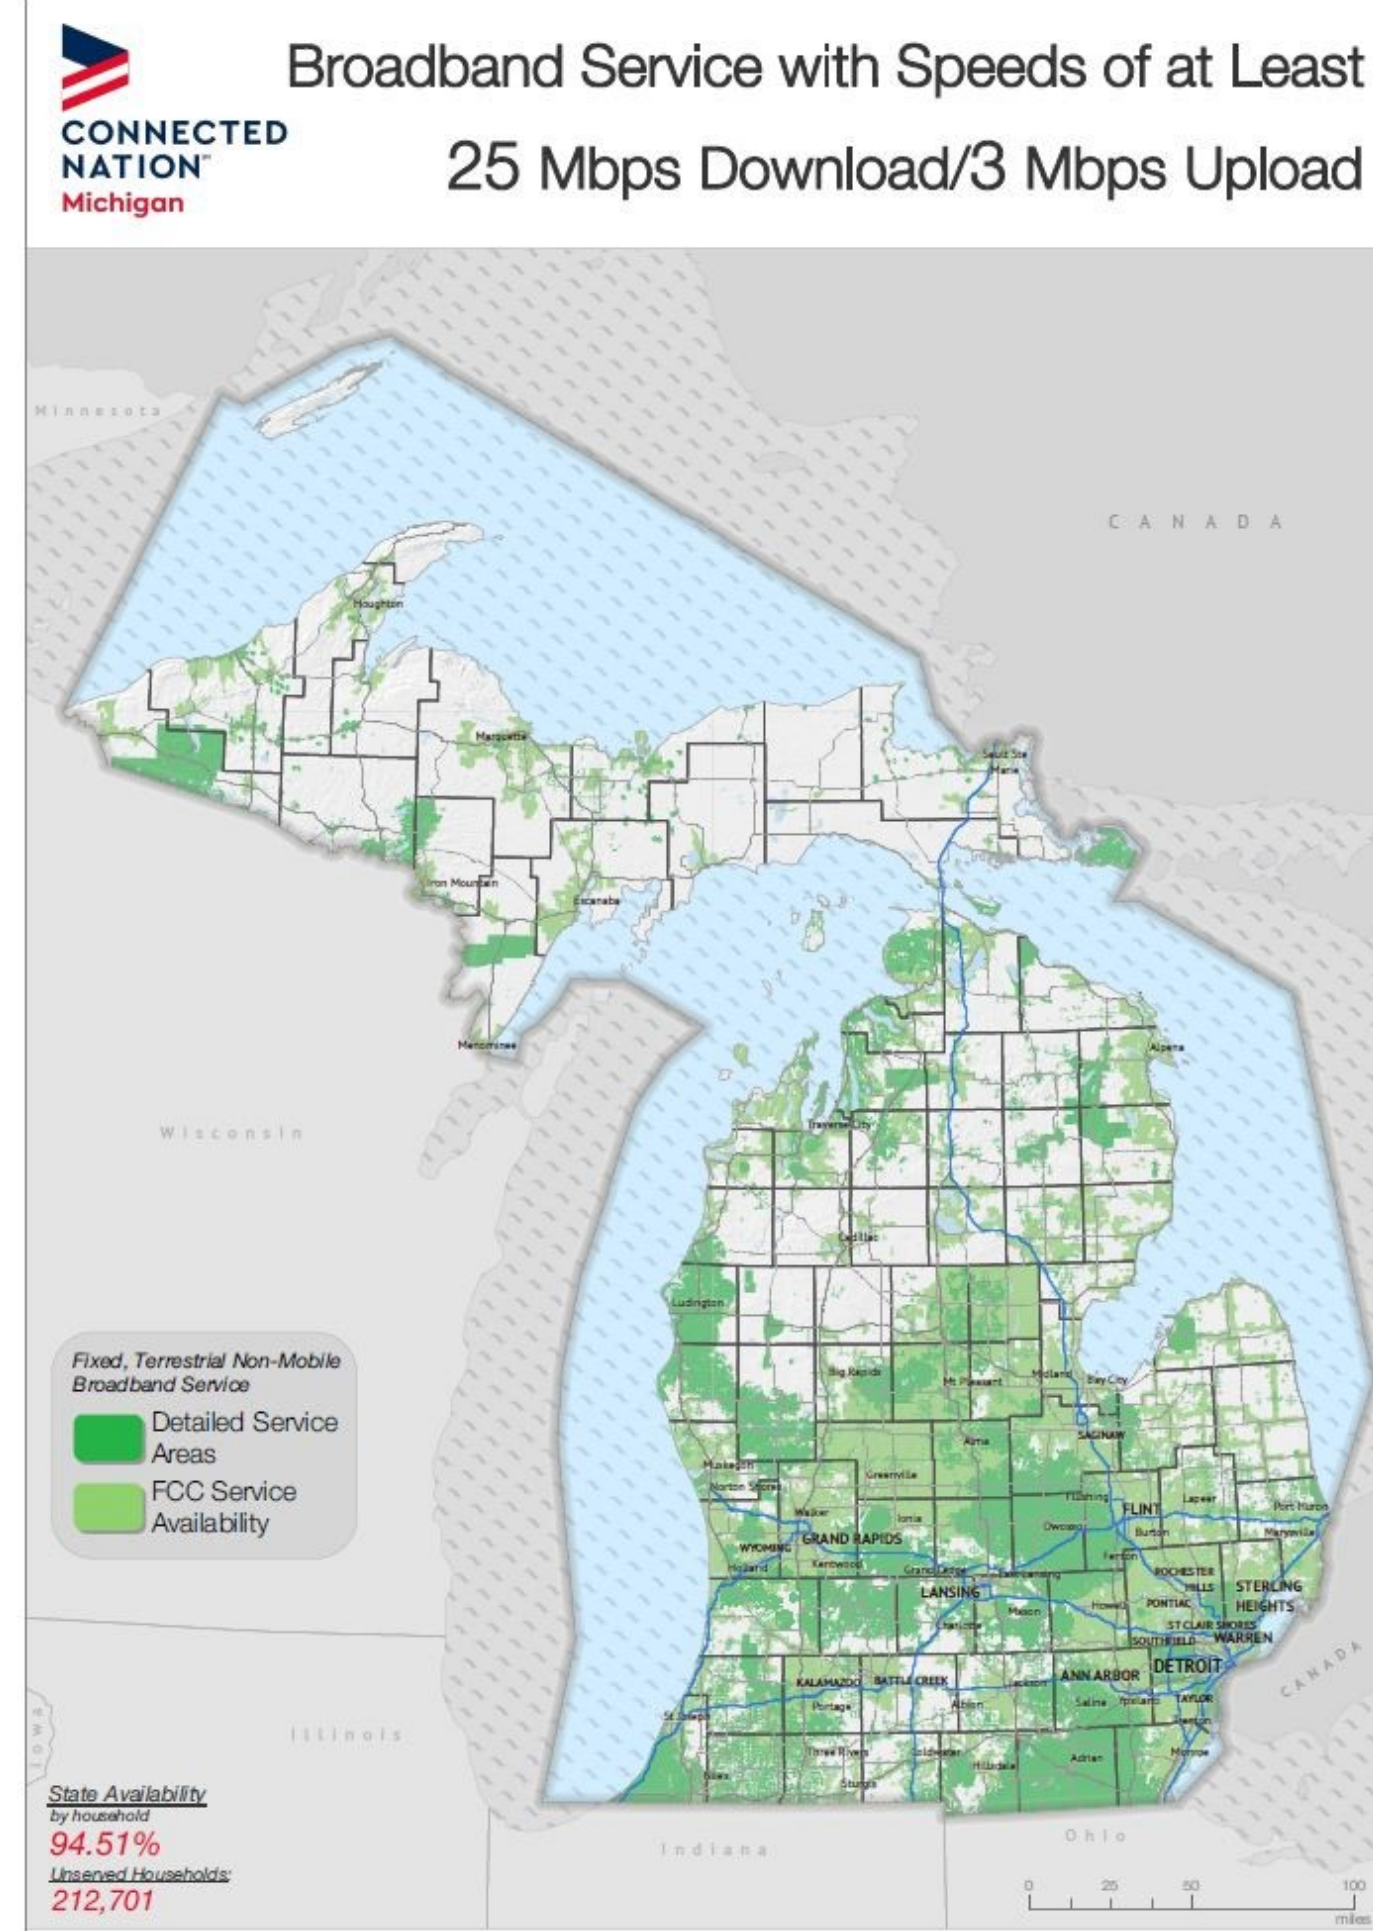 CONNECTED
NATION
Michigan
Broadband Service with Speeds of at Least
25 Mbps Download/3 Mbps Upload
Minnesota
CANADA
Houghton
Marquette
Sault Ste
Marie
Iron Mountain
Escanaba
Menominee
Wisconsin
Alpena
Traverse City
Cadillac
Ludington
Big Rapids
Mt Pleasant
Midland
Bay City
Alma
SAGINAW
Muskegon
Norton Shores
Greenville
Flushing
FLINT
Lapeer
Port Huron
Walker
Ionia
Owosso
Burton
Marysville
GRAND RAPIDS
WYOMING
Kentwood
Holland
Grand Ledge
East Lansing
Fenton
ROCHESTER
HILLS
STERLING
HEIGHTS
LANSING
Mason
Howell
PONTIAC
Charlotte
ST CLAIR SHORES
SOUTHFIELD
WARREN
DETROIT
KALAMAZOO
BATTLE CREEK
Jackson
ANN ARBOR
CANADA
Portage
Albion
Saline
Ypsilanti
TAYLOR
St Joseph
Trenton
Three Rivers
Coldwater
Hillsdale
Adrian
Monroe
Niles
Sturgis
Fixed, Terrestrial Non-Mobile
Broadband Service
Detailed Service
Areas
FCC Service
Availability
Iowa
Illinois
Indiana
Ohio
State Availability
by household
94.51%
Unserved Households:
212,701
0 25 50 100
miles